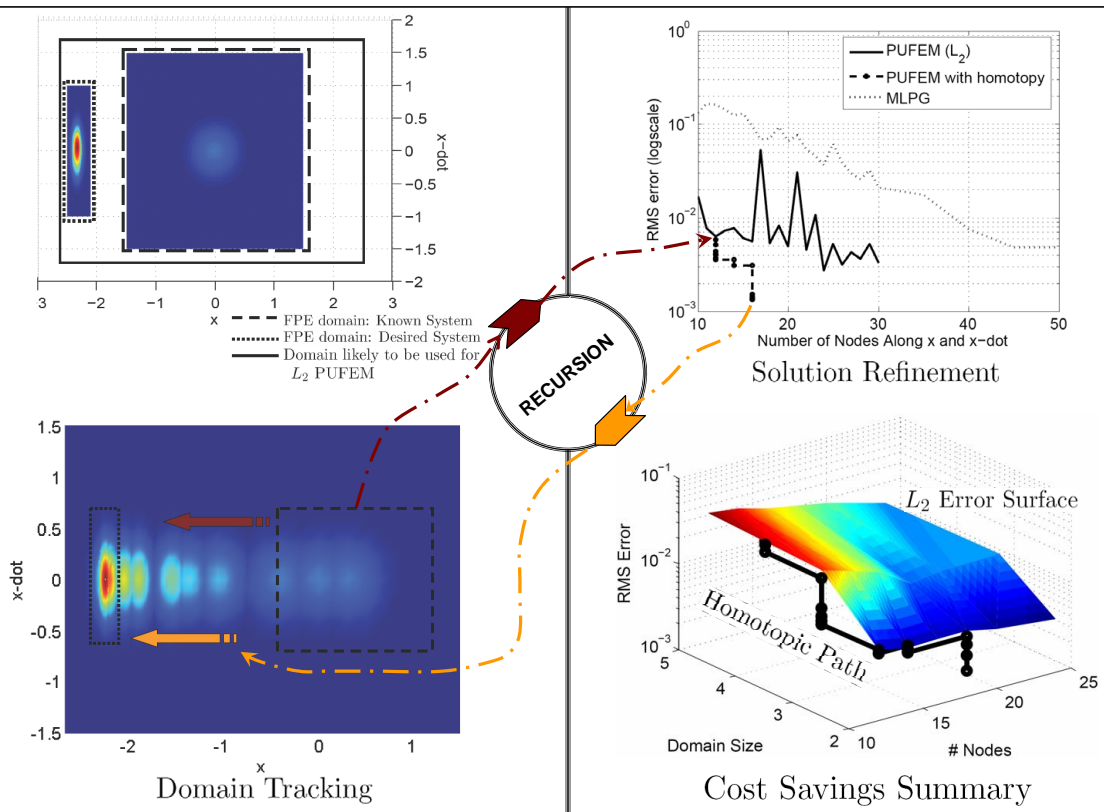 2
1.5
1
0.5
0
−0.5
−1
−1.5
−2
x−dot
3
−2
−1
0
1
2
3
x
FPE domain: Known System
FPE domain: Desired System
Domain likely to be used for
L2 PUFEM
10^0
10^−1
10^−2
10^−3
RMS error (logscale)
PUFEM (L2)
PUFEM with homotopy
MLPG
10
20
30
40
50
Number of Nodes Along x and x−dot
Solution Refinement
RECURSION
1.5
1
0.5
0
-0.5
-1
-1.5
x-dot
-2
-1
0
1
x
Domain Tracking
10^−1
10^−2
10^−3
RMS Error
L2 Error Surface
Homotopic Path
5
4
3
2
Domain Size
10
15
20
25
# Nodes
Cost Savings Summary